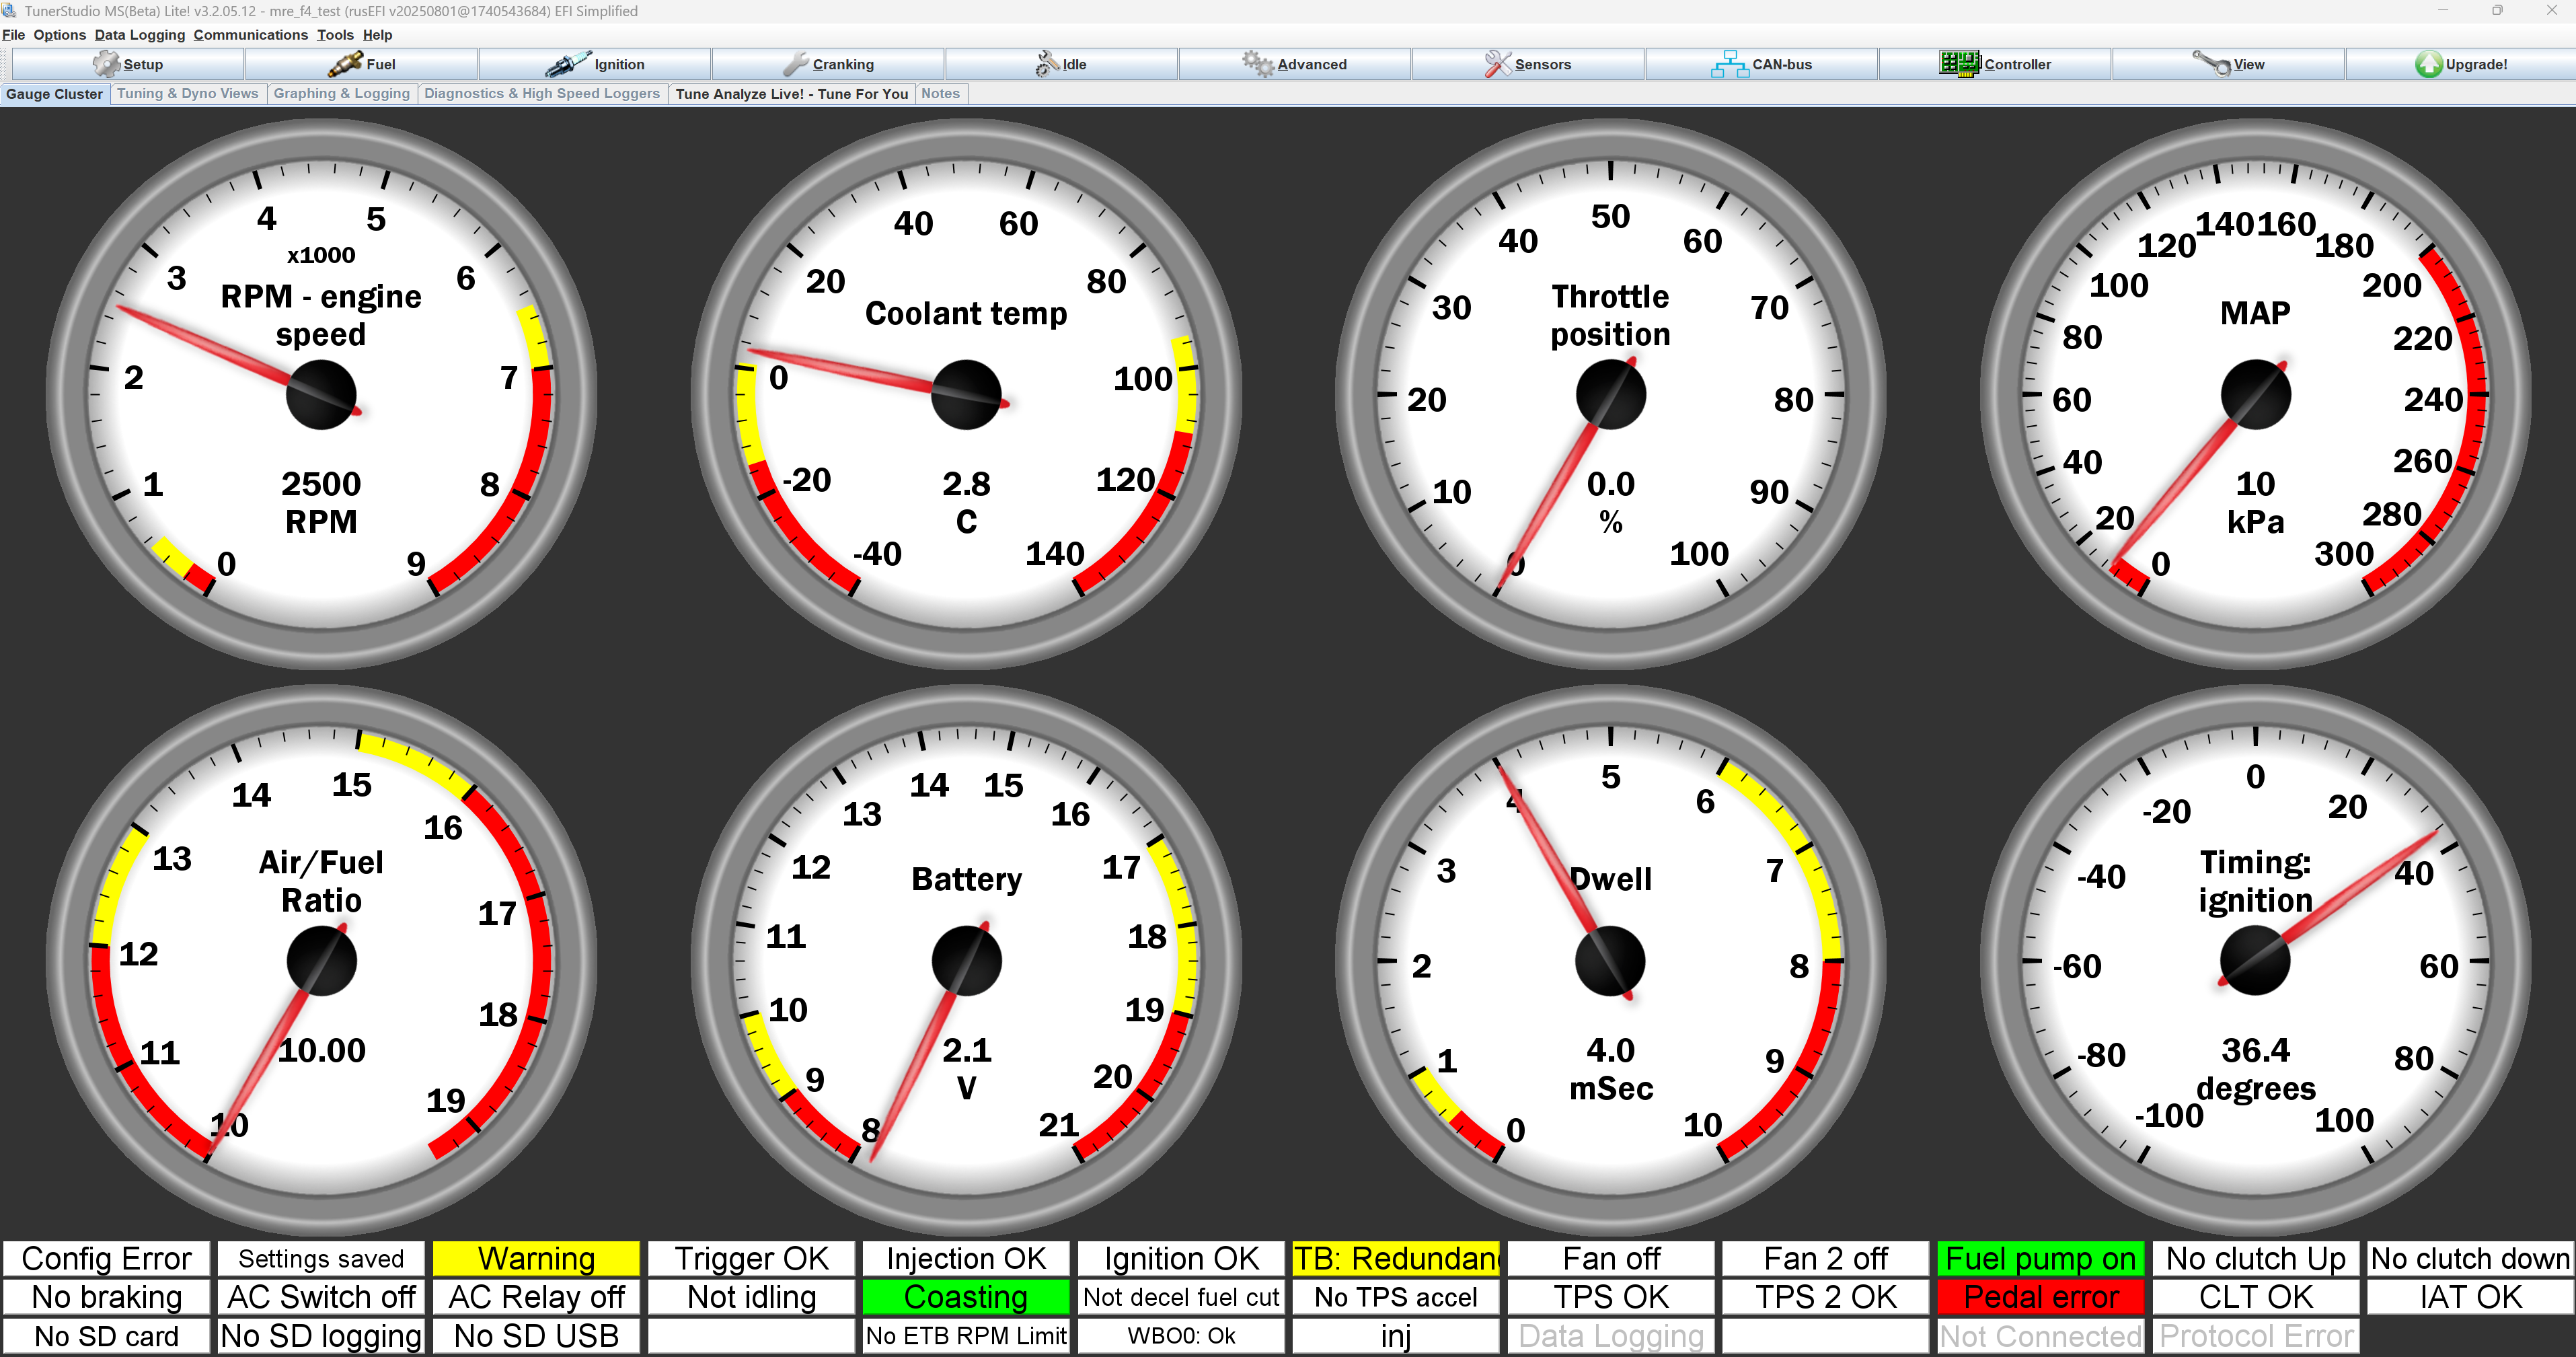 TunerStudio MS(Beta) Lite! v3.2.05.12 - mre_f4_test (rusEFI v20250801@1740543684) EFI Simplified
File Options Data Logging Communications Tools Help
Setup Fuel Ignition Cranking Idle Advanced Sensors CAN-bus Controller View Upgrade!
Gauge Cluster Tuning & Dyno Views Graphing & Logging Diagnostics & High Speed Loggers Tune Analyze Live! - Tune For You Notes
0 1 2 3 4 5 6 7 8 9
x1000
RPM - engine
speed
2500
RPM
-40 -20 0 20 40 60 80 100 120 140
Coolant temp
2.8
C
0 10 20 30 40 50 60 70 80 90 100
Throttle
position
0.0
%
0 20 40 60 80 100 120 140 160 180 200 220 240 260 280 300
MAP
10
kPa
10 11 12 13 14 15 16 17 18 19
Air/Fuel
Ratio
10.00
8 9 10 11 12 13 14 15 16 17 18 19 20 21
Battery
2.1
V
0 1 2 3 4 5 6 7 8 9 10
Dwell
4.0
mSec
-100 -80 -60 -40 -20 0 20 40 60 80 100
Timing:
ignition
36.4
degrees
Config Error Settings saved Warning Trigger OK Injection OK Ignition OK TB: Redundan Fan off Fan 2 off Fuel pump on No clutch Up No clutch down
No braking AC Switch off AC Relay off Not idling Coasting Not decel fuel cut No TPS accel TPS OK TPS 2 OK Pedal error CLT OK IAT OK
No SD card No SD logging No SD USB No ETB RPM Limit WBO0: Ok inj Data Logging Not Connected Protocol Error